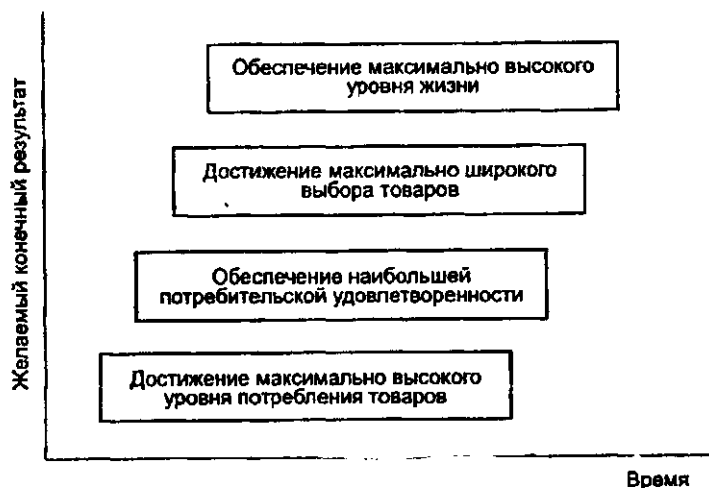 Желаемый конечный результат
Обеспечение максимально высокого
уровня жизни
Достижение максимально широкого
выбора товаров
Обеспечение наибольшей
потребительской удовлетворенности
Достижение максимально высокого
уровня потребления товаров
Время